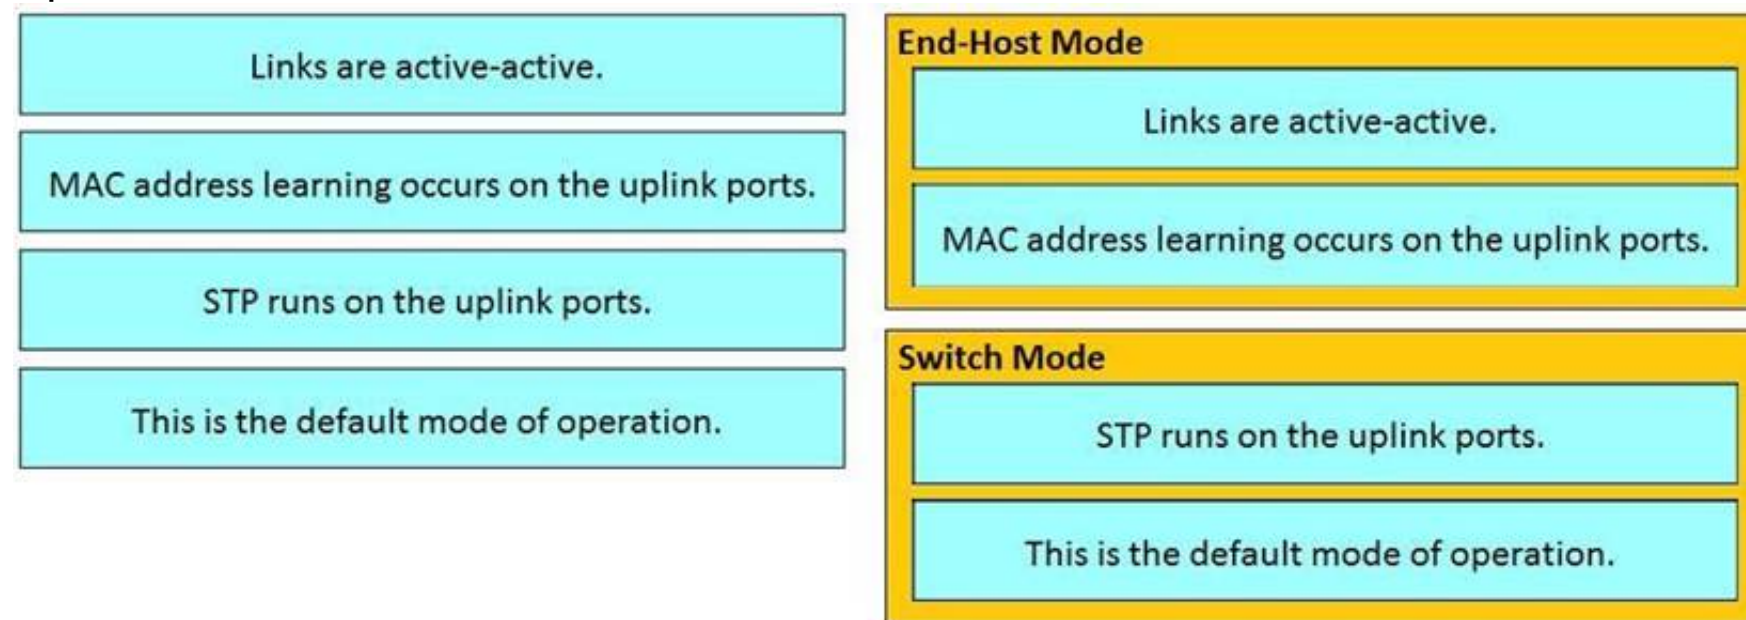 Links are active-active.
MAC address learning occurs on the uplink ports.
STP runs on the uplink ports.
This is the default mode of operation.
End-Host Mode
Links are active-active.
MAC address learning occurs on the uplink ports.
Switch Mode
STP runs on the uplink ports.
This is the default mode of operation.